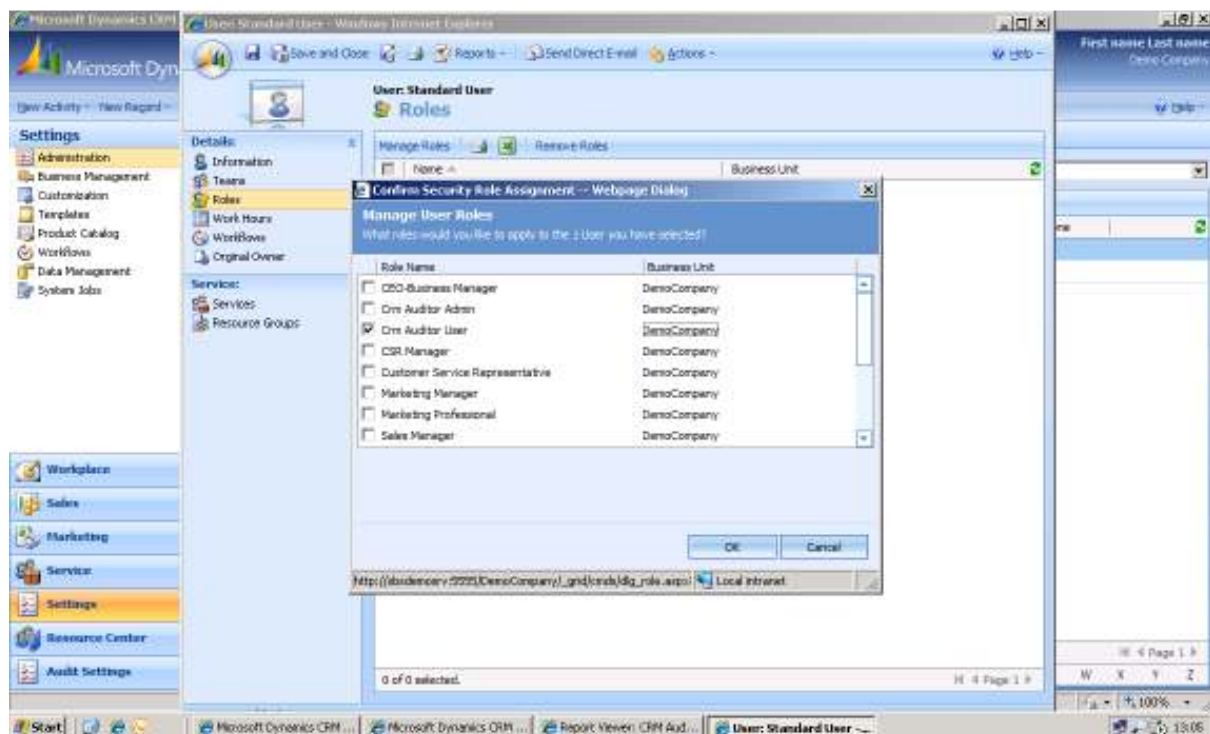 Microsoft Dynamics CRM
User: Standard User - Windows Internet Explorer
Microsoft Dyn
First name Last name
Demo Company
Save and Close
Reports
Send Direct E-mail
Actions
Help
New Activity
New Record
Help
User: Standard User
Roles
Settings
Administration
Business Management
Customization
Templates
Product Catalog
Workflows
Data Management
System Jobs
Details:
Information
Teams
Roles
Work Hours
Workflows
Orginal Owner
Service:
Services
Resource Groups
Manage Roles
Remove Roles
Name
Business Unit
Confirm Security Role Assignment -- Webpage Dialog
Manage User Roles
What roles would you like to apply to the 1 User you have selected?
Role Name Business Unit
CEO-Business Manager DemoCompany
Crm Auditor Admin DemoCompany
Crm Auditor User DemoCompany
CSR Manager DemoCompany
Customer Service Representative DemoCompany
Marketing Manager DemoCompany
Marketing Professional DemoCompany
Sales Manager DemoCompany
OK Cancel
Local intranet
Workplace
Sales
Marketing
Service
Settings
Resource Center
Audit Settings
0 of 0 selected.
Page 1
Page 1
W X Y Z
100%
Start
Microsoft Dynamics CRM ...
Microsoft Dynamics CRM ...
Report Viewer: CRM Aud...
User: Standard User -...
13:05